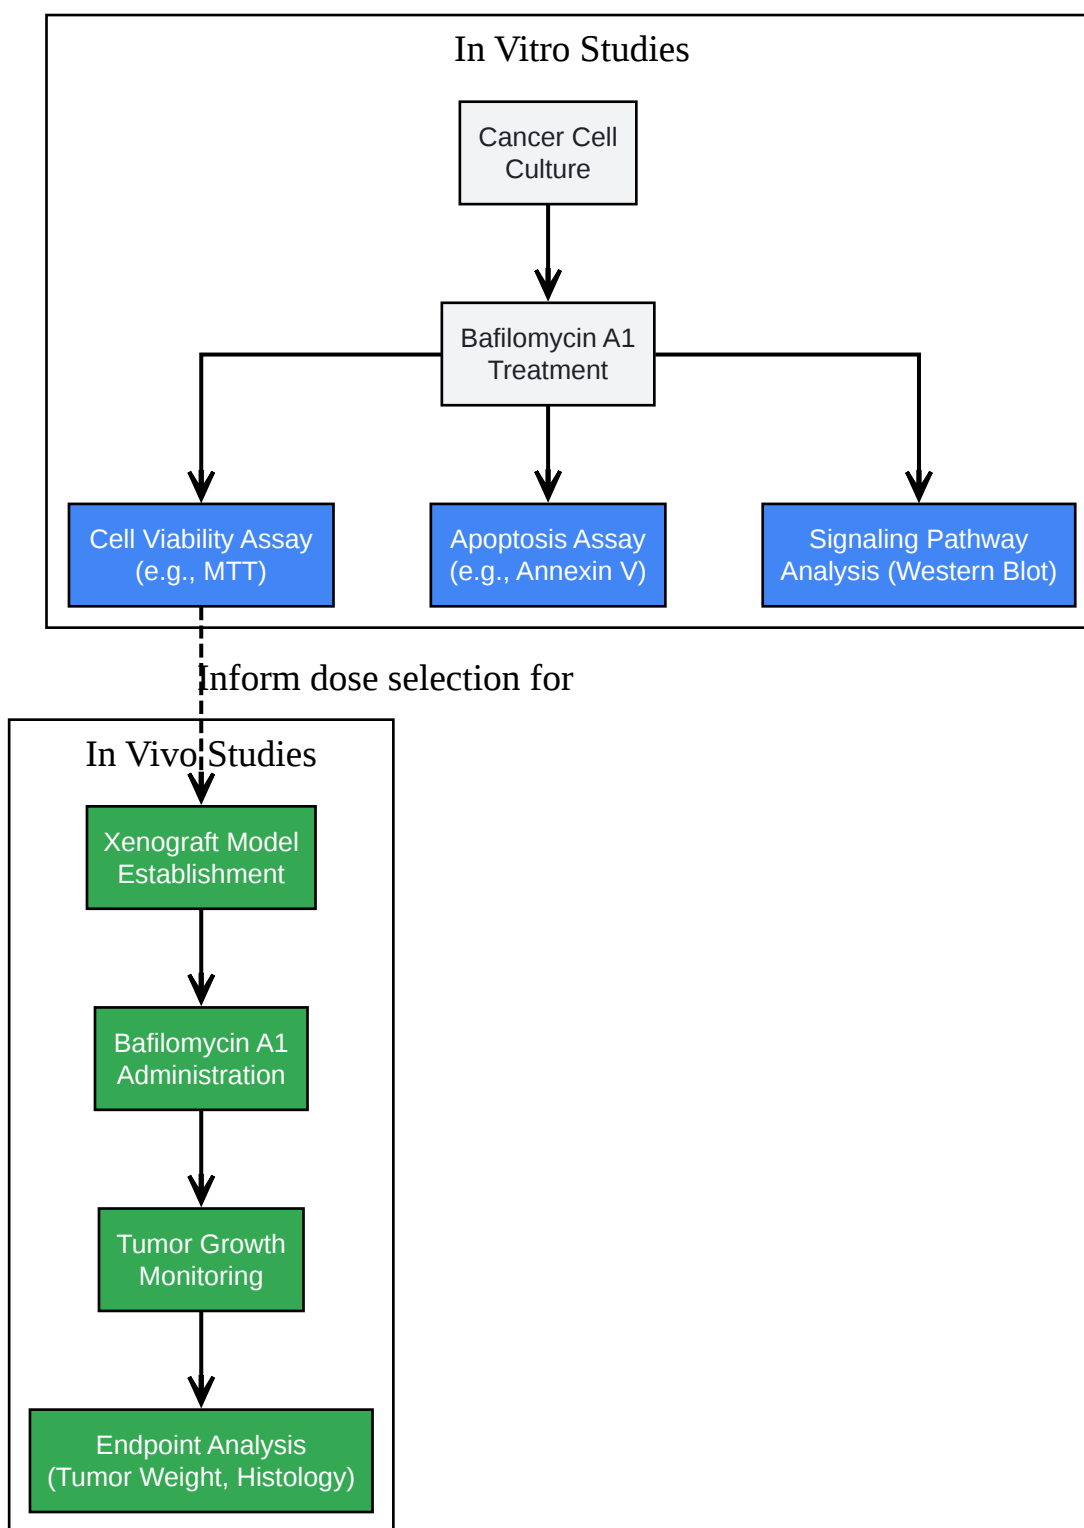 In Vitro Studies
Cancer Cell
Culture
Bafilomycin A1
Treatment
Cell Viability Assay
(e.g., MTT)
Apoptosis Assay
(e.g., Annexin V)
Signaling Pathway
Analysis (Western Blot)
Inform dose selection for
In Vivo Studies
Xenograft Model
Establishment
Bafilomycin A1
Administration
Tumor Growth
Monitoring
Endpoint Analysis
(Tumor Weight, Histology)